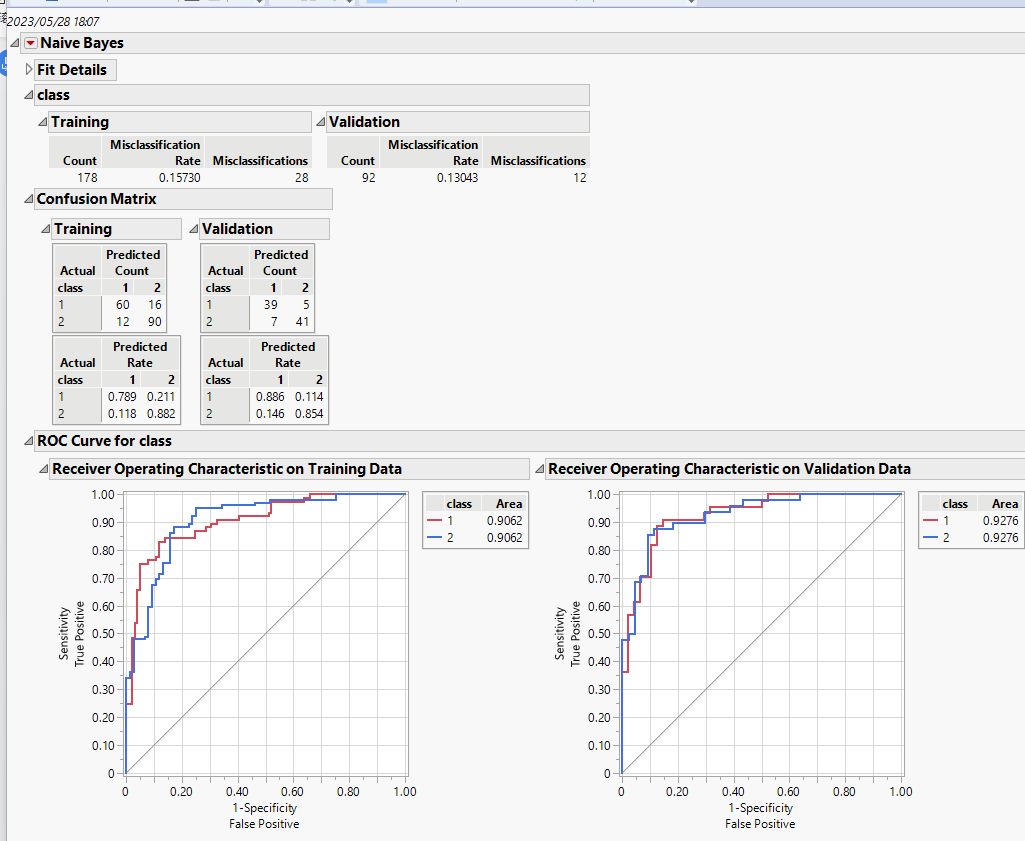 2023/05/28 18:07
Naive Bayes
Fit Details
class
Training Validation
Misclassification Misclassification
Count Rate Misclassifications Count Rate Misclassifications
178 0.15730 28 92 0.13043 12
Confusion Matrix
Training Validation
Predicted Predicted
Actual Count Actual Count
class 1 2 class 1 2
1 60 16 1 39 5
2 12 90 2 7 41
Predicted Predicted
Actual Rate Actual Rate
class 1 2 class 1 2
1 0.789 0.211 1 0.886 0.114
2 0.118 0.882 2 0.146 0.854
ROC Curve for class
Receiver Operating Characteristic on Training Data Receiver Operating Characteristic on Validation Data
1.00 class Area 1.00 class Area
0.90 1 0.9062 0.90 1 0.9276
2 0.9062 2 0.9276
0.80 0.80
0.70 0.70
0.60 0.60
0.50 0.50
0.40 0.40
0.30 0.30
0.20 0.20
0.10 0.10
0 0
Sensitivity Sensitivity
True Positive True Positive
0 0.20 0.40 0.60 0.80 1.00 0 0.20 0.40 0.60 0.80 1.00
1-Specificity 1-Specificity
False Positive False Positive